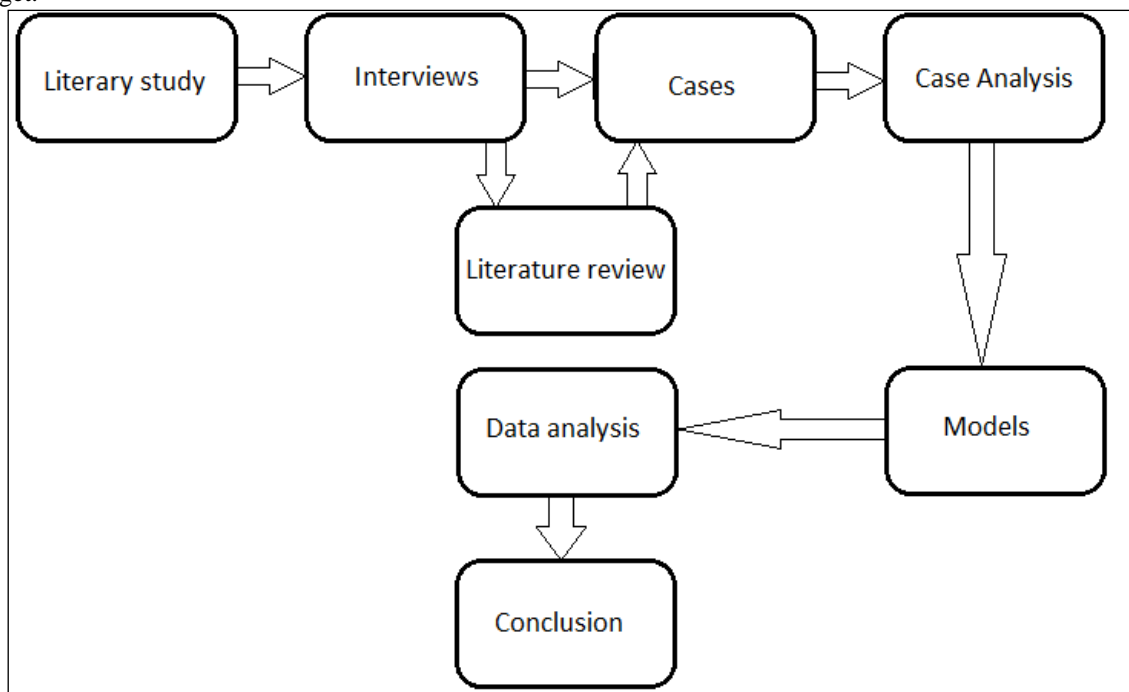 Literary study
Interviews
Cases
Case Analysis
Literature review
Data analysis
Models
Conclusion